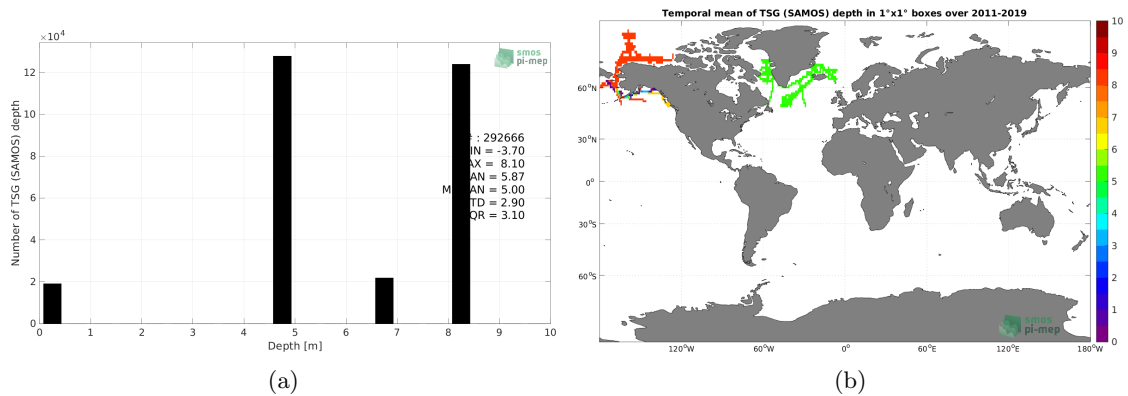 ×10⁴
12
10
8
6
4
2
0
Number of TSG (SAMOS) depth
smos
pi-mep
: 292666
IN = -3.70
AX = 8.10
AN = 5.87
M AN = 5.00
TD = 2.90
QR = 3.10
0 1 2 3 4 5 6 7 8 9 10
Depth [m]
(a)
Temporal mean of TSG (SAMOS) depth in 1°x1° boxes over 2011-2019
60°N
30°N
0°
30°S
60°S
120°W 60°W 0° 60°E 120°E 180°W
smos
pi-mep
10
9
8
7
6
5
4
3
2
1
0
(b)